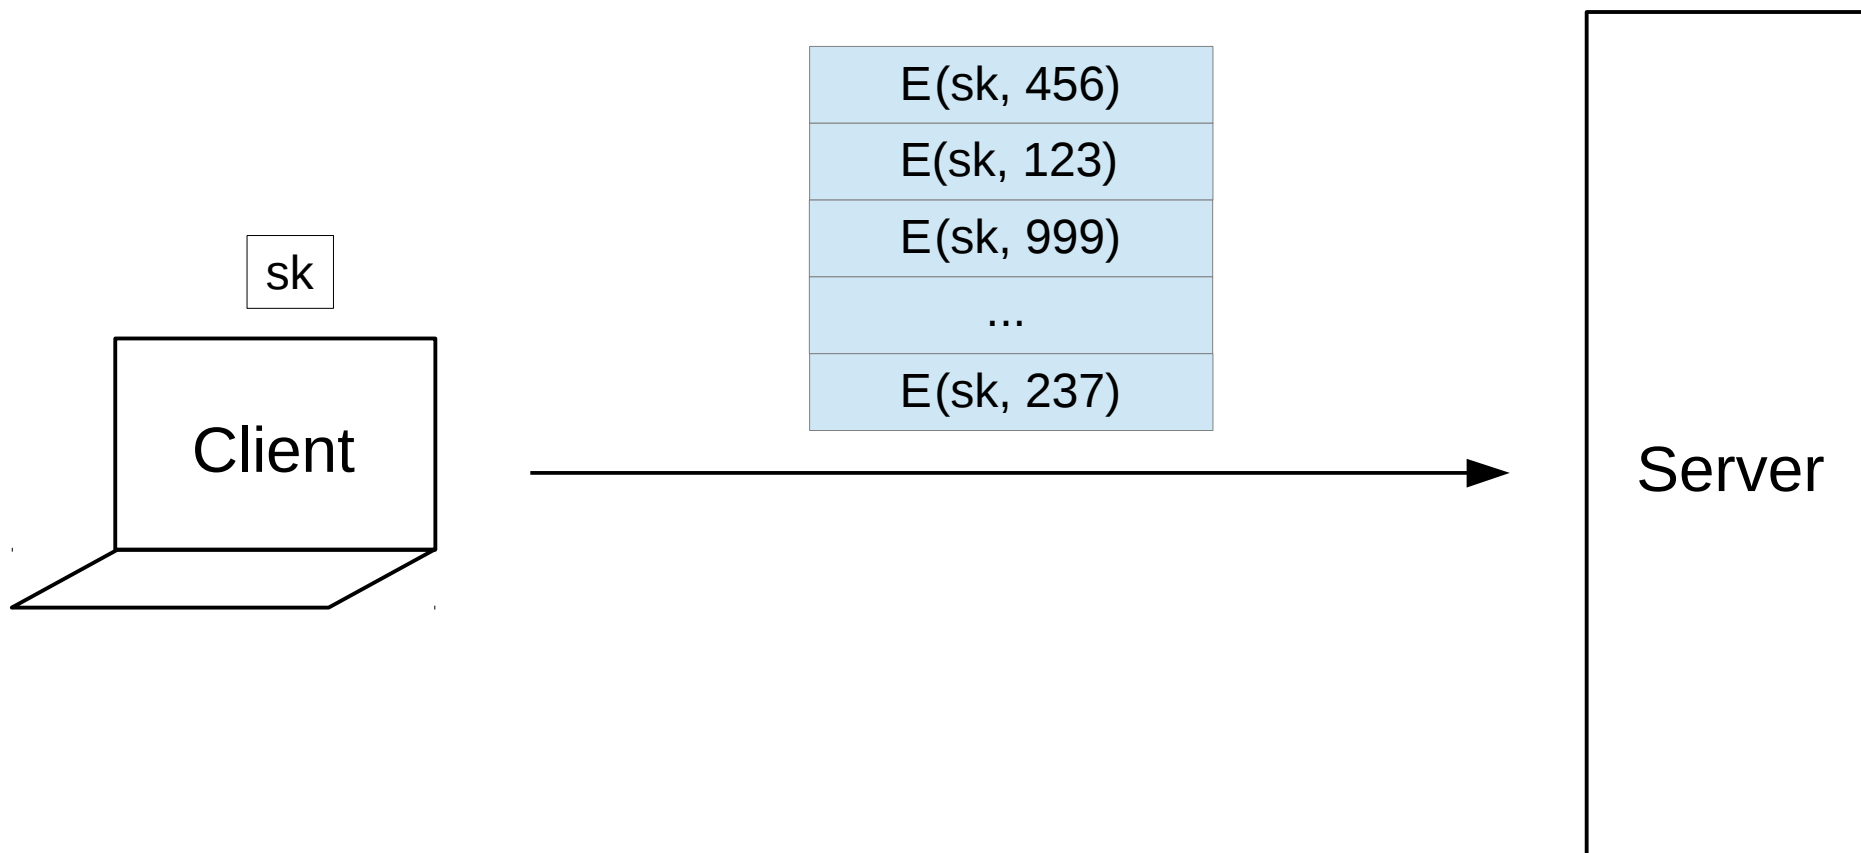 E(sk, 456)
E(sk, 123)
E(sk, 999)
...
E(sk, 237)
sk
Client
Server